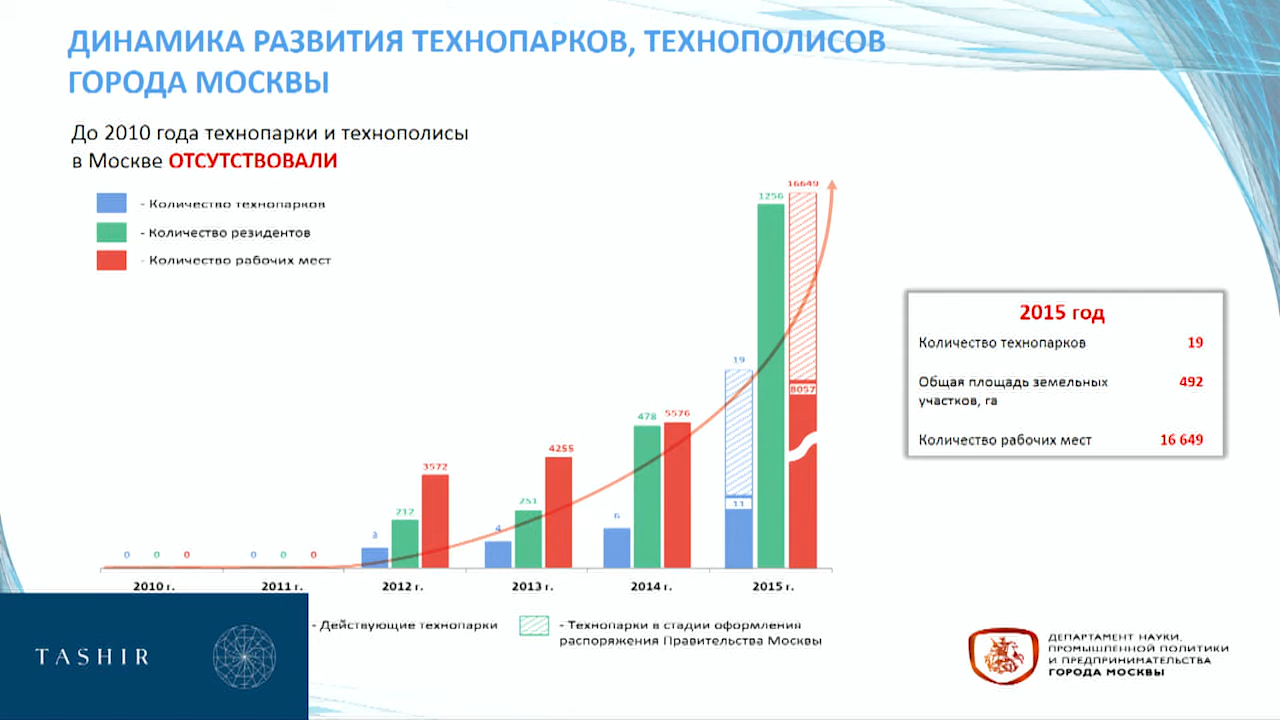 ДИНАМИКА РАЗВИТИЯ ТЕХНОПАРКОВ, ТЕХНОПОЛИСОВ
ГОРОДА МОСКВЫ
До 2010 года технопарки и технополисы
в Москве ОТСУТСТВОВАЛИ
- Количество технопарков
- Количество резидентов
- Количество рабочих мест
16649
1256
19
8057
11
478 5576
6
4255
251
4
3572
212
3
0 0 0 0 0 0
2010 г. 2011 г. 2012 г. 2013 г. 2014 г. 2015 г.
2015 год
Количество технопарков 19
Общая площадь земельных 492
участков, га
Количество рабочих мест 16 649
- Действующие технопарки
- Технопарки в стадии оформления
распоряжения Правительства Москвы
TASHIR
ДЕПАРТАМЕНТ НАУКИ,
ПРОМЫШЛЕННОЙ ПОЛИТИКИ
И ПРЕДПРИНИМАТЕЛЬСТВА
ГОРОДА МОСКВЫ